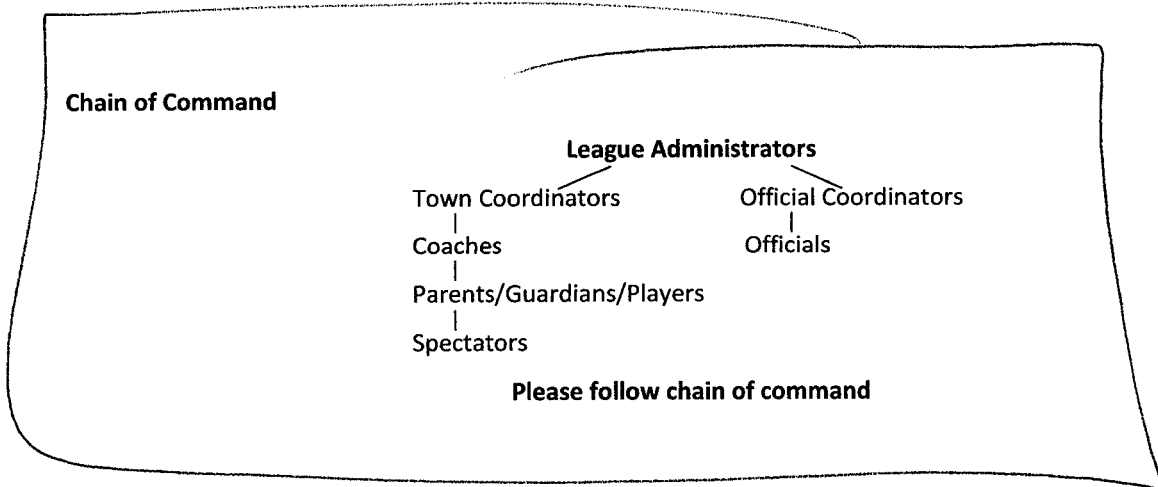 Chain of Command
League Administrators
Town Coordinators Official Coordinators
Coaches Officials
Parents/Guardians/Players
Spectators
Please follow chain of command